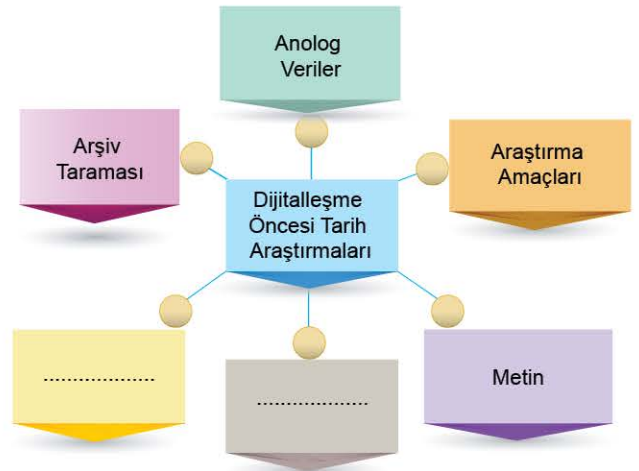 Anolog
Veriler
Arşiv
Taraması
Araştırma
Amaçları
Dijitalleşme
Öncesi Tarih
Araştırmaları
...................
...................
Metin